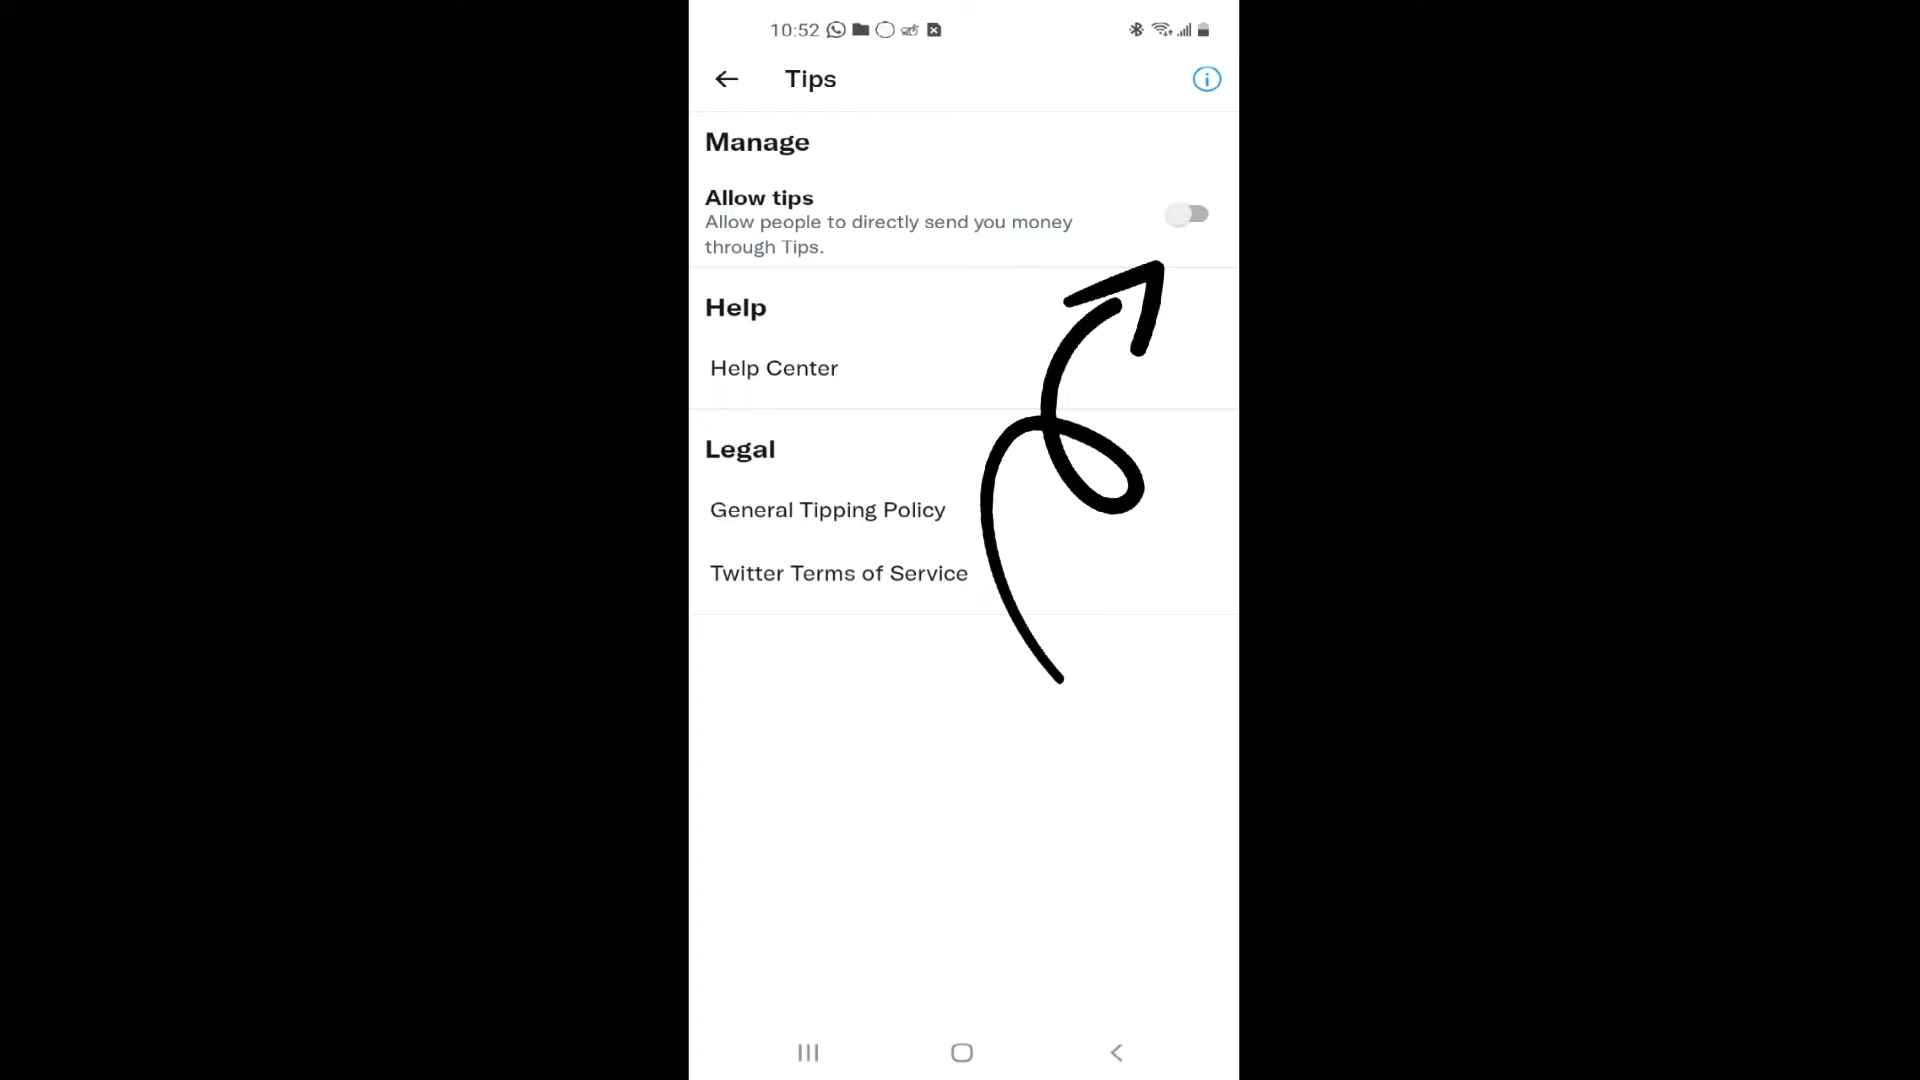 10:52
Tips
Manage
Allow tips
Allow people to directly send you money
through Tips.
Help
Help Center
Legal
General Tipping Policy
Twitter Terms of Service